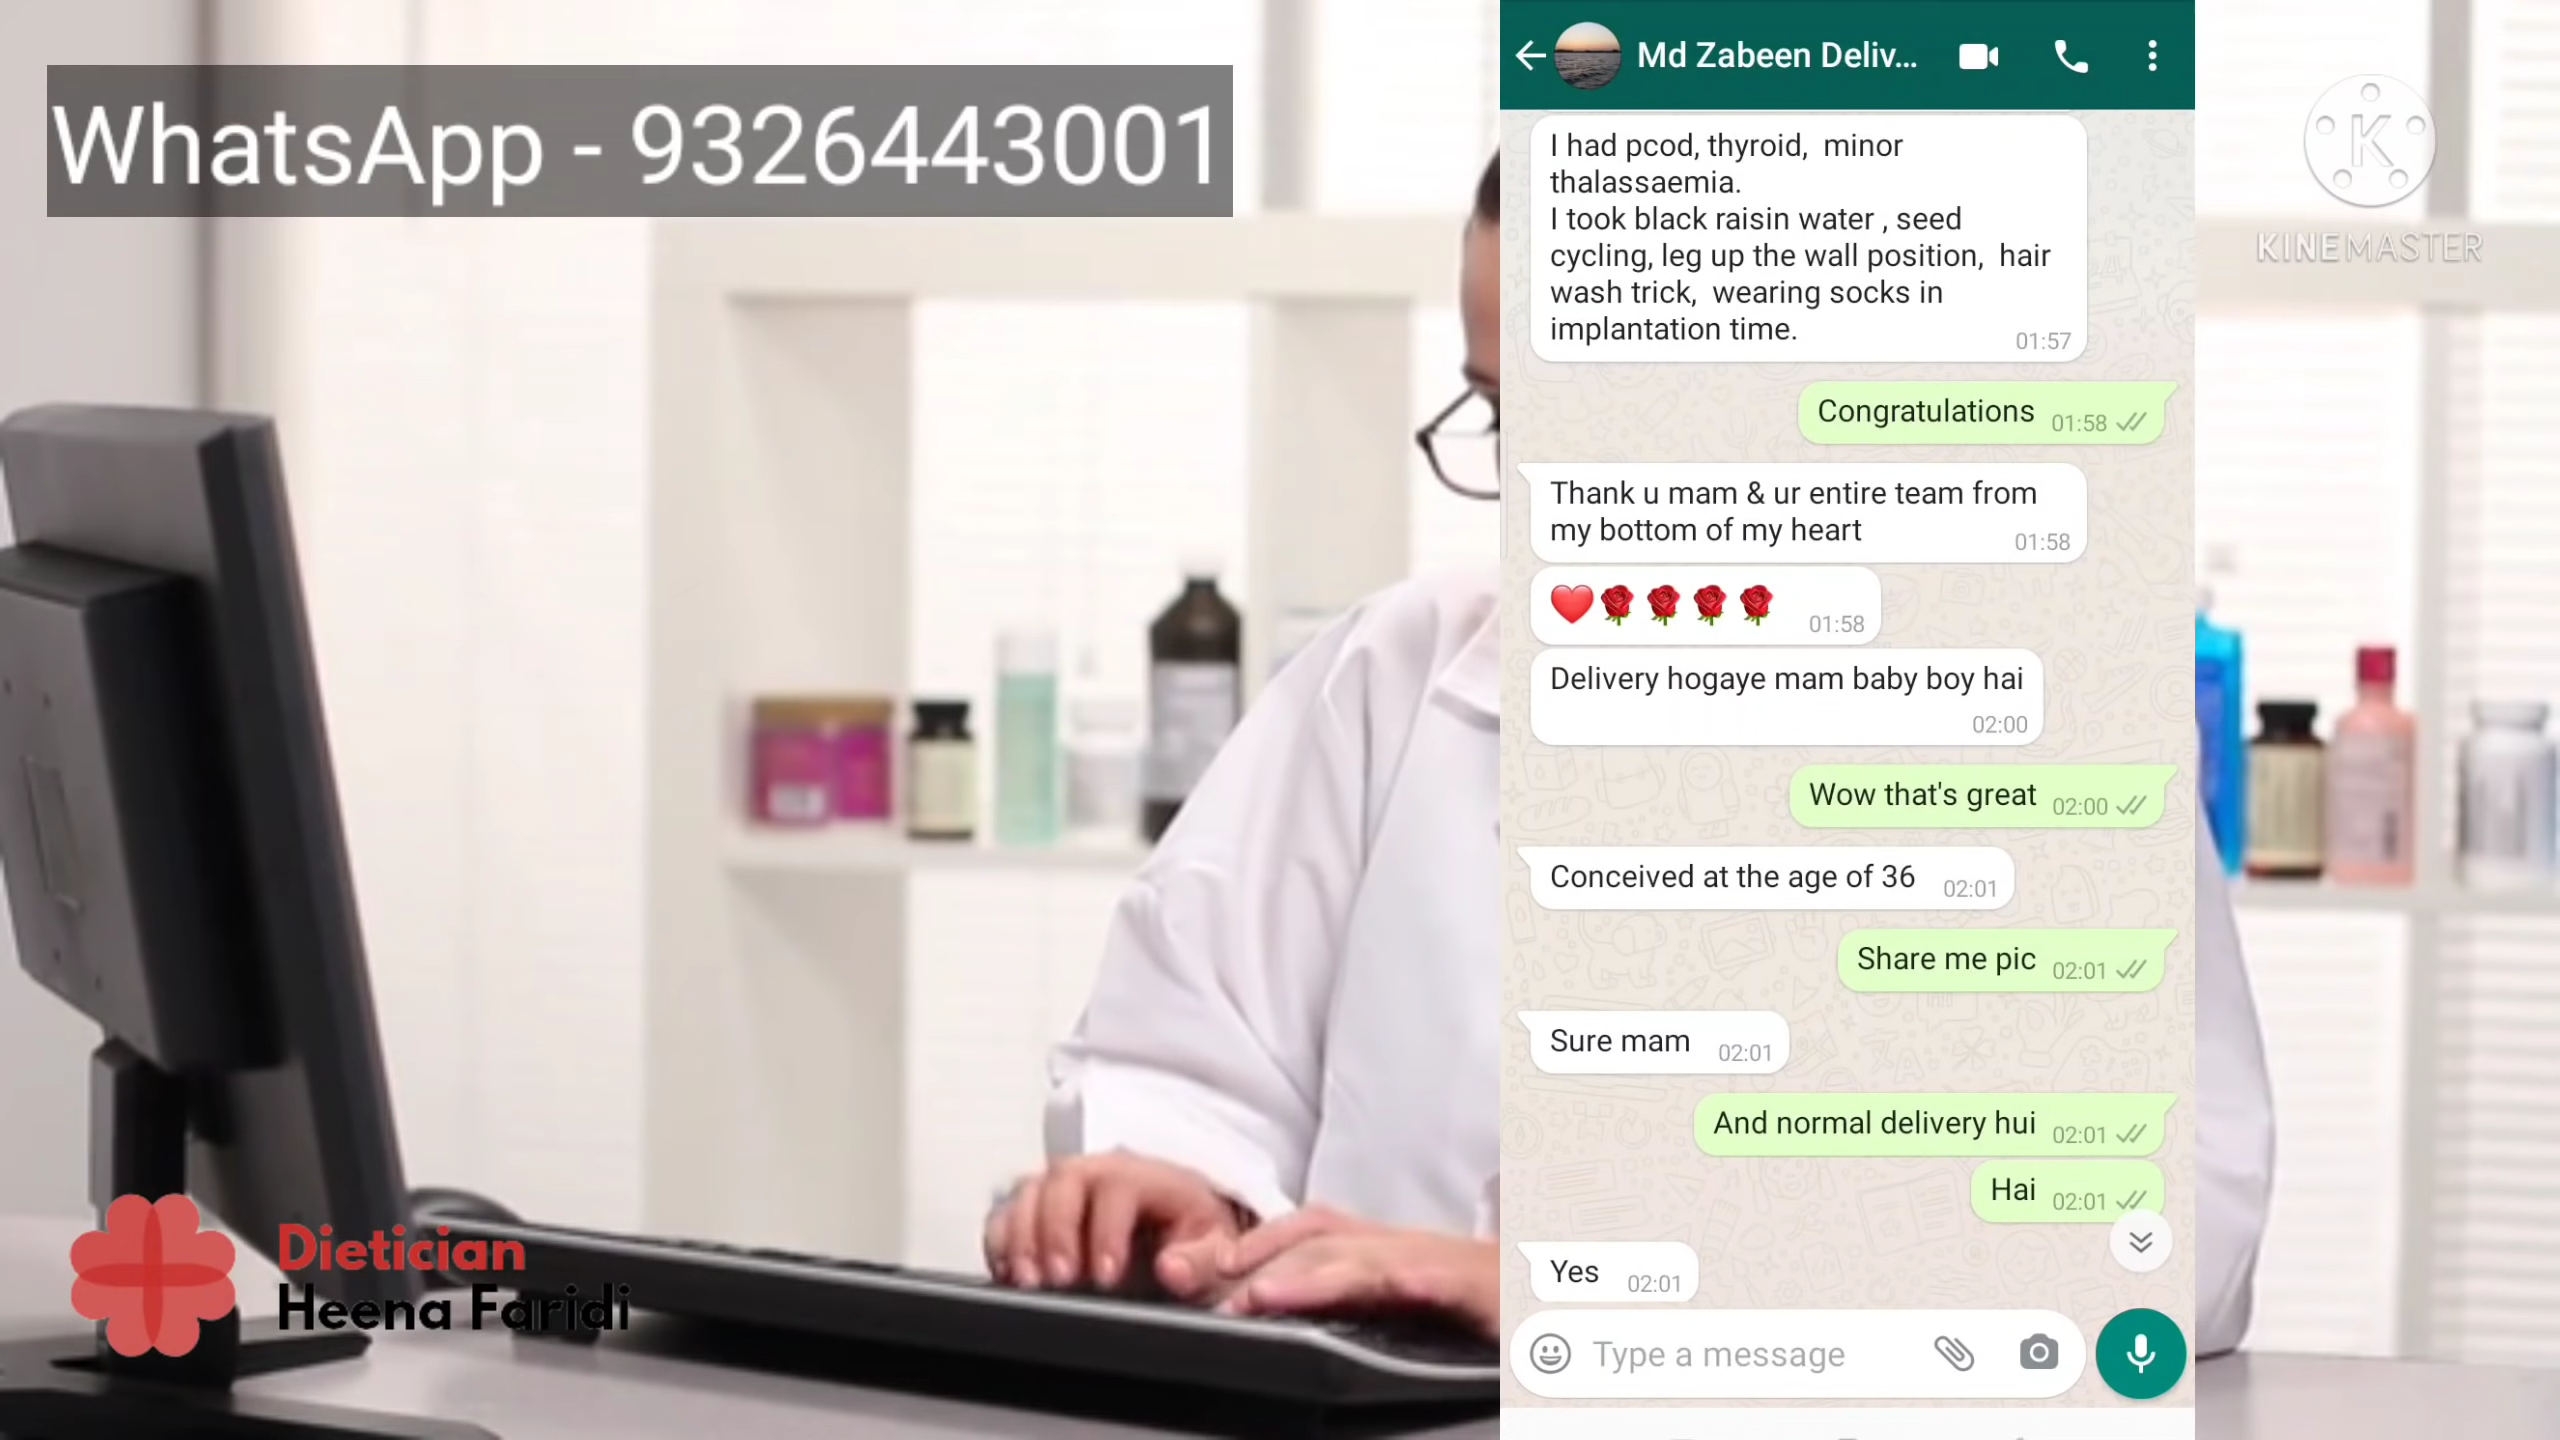 WhatsApp - 9326443001
Md Zabeen Deliv...
I had pcod, thyroid, minor
thalassaemia.
I took black raisin water , seed
cycling, leg up the wall position, hair
wash trick, wearing socks in
implantation time.
01:57
Congratulations 01:58
Thank u mam & ur entire team from
my bottom of my heart
01:58
❤️🌹🌹🌹🌹 01:58
Delivery hogaye mam baby boy hai
02:00
Wow that's great 02:00
Conceived at the age of 36 02:01
Share me pic 02:01
Sure mam 02:01
And normal delivery hui 02:01
Hai 02:01
Yes 02:01
Type a message
K
KINEMASTER
Dietician
Heena Faridi